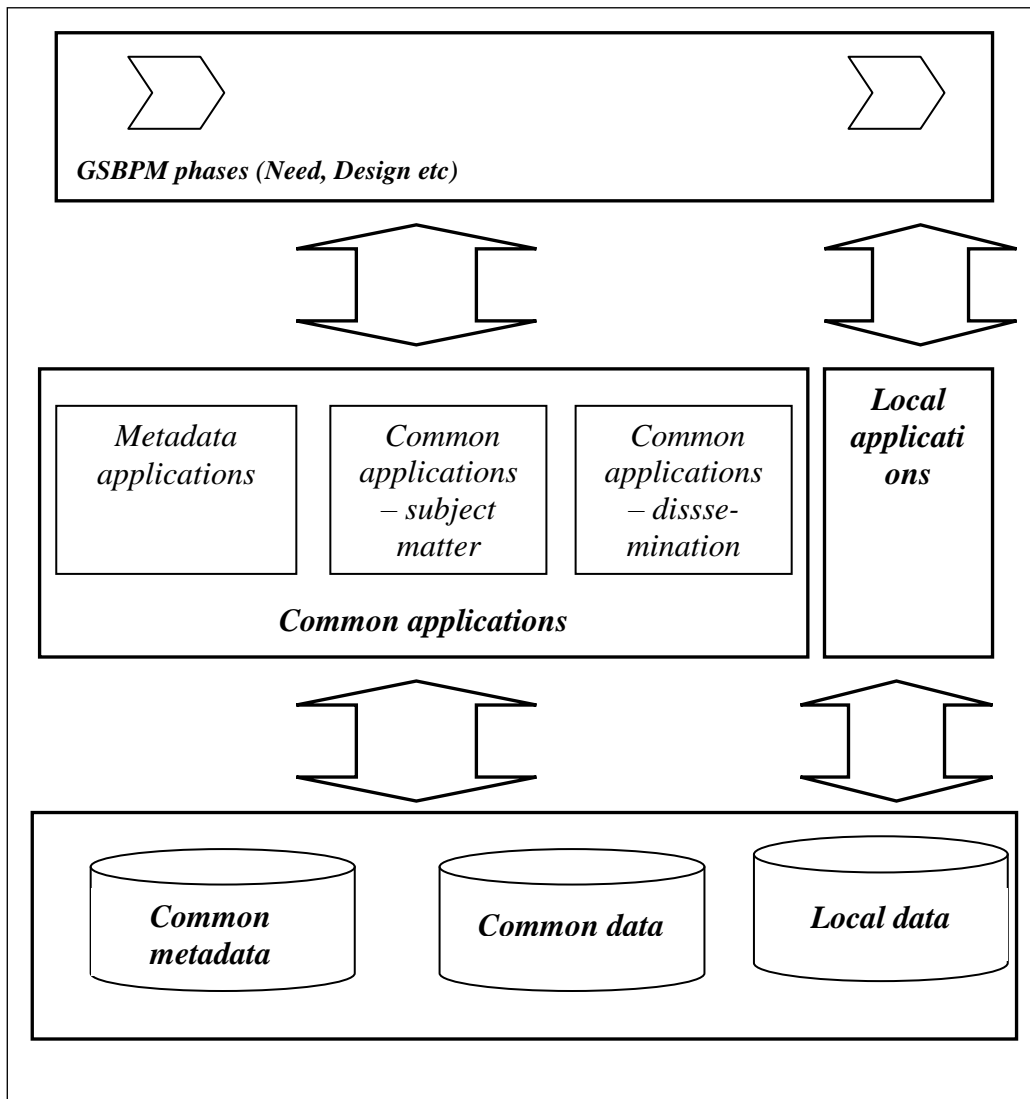 GSBPM phases (Need, Design etc)
Metadata
applications
Common
applications
– subject
matter
Common
applications
– dissse-
mination
Local
applicati
ons
Common applications
Common
metadata
Common data
Local data